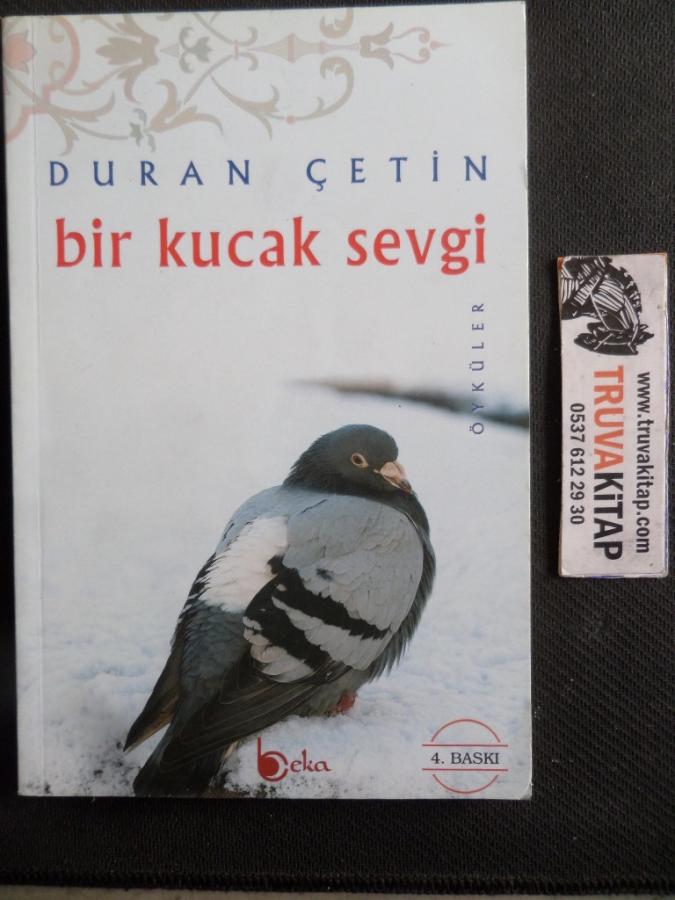 DURAN ÇETİN
bir kucak sevgi
ÖYKÜLER
beka
4. BASKI
www.truvakitap.com
TRUVAKİTAP
0537 612 29 30